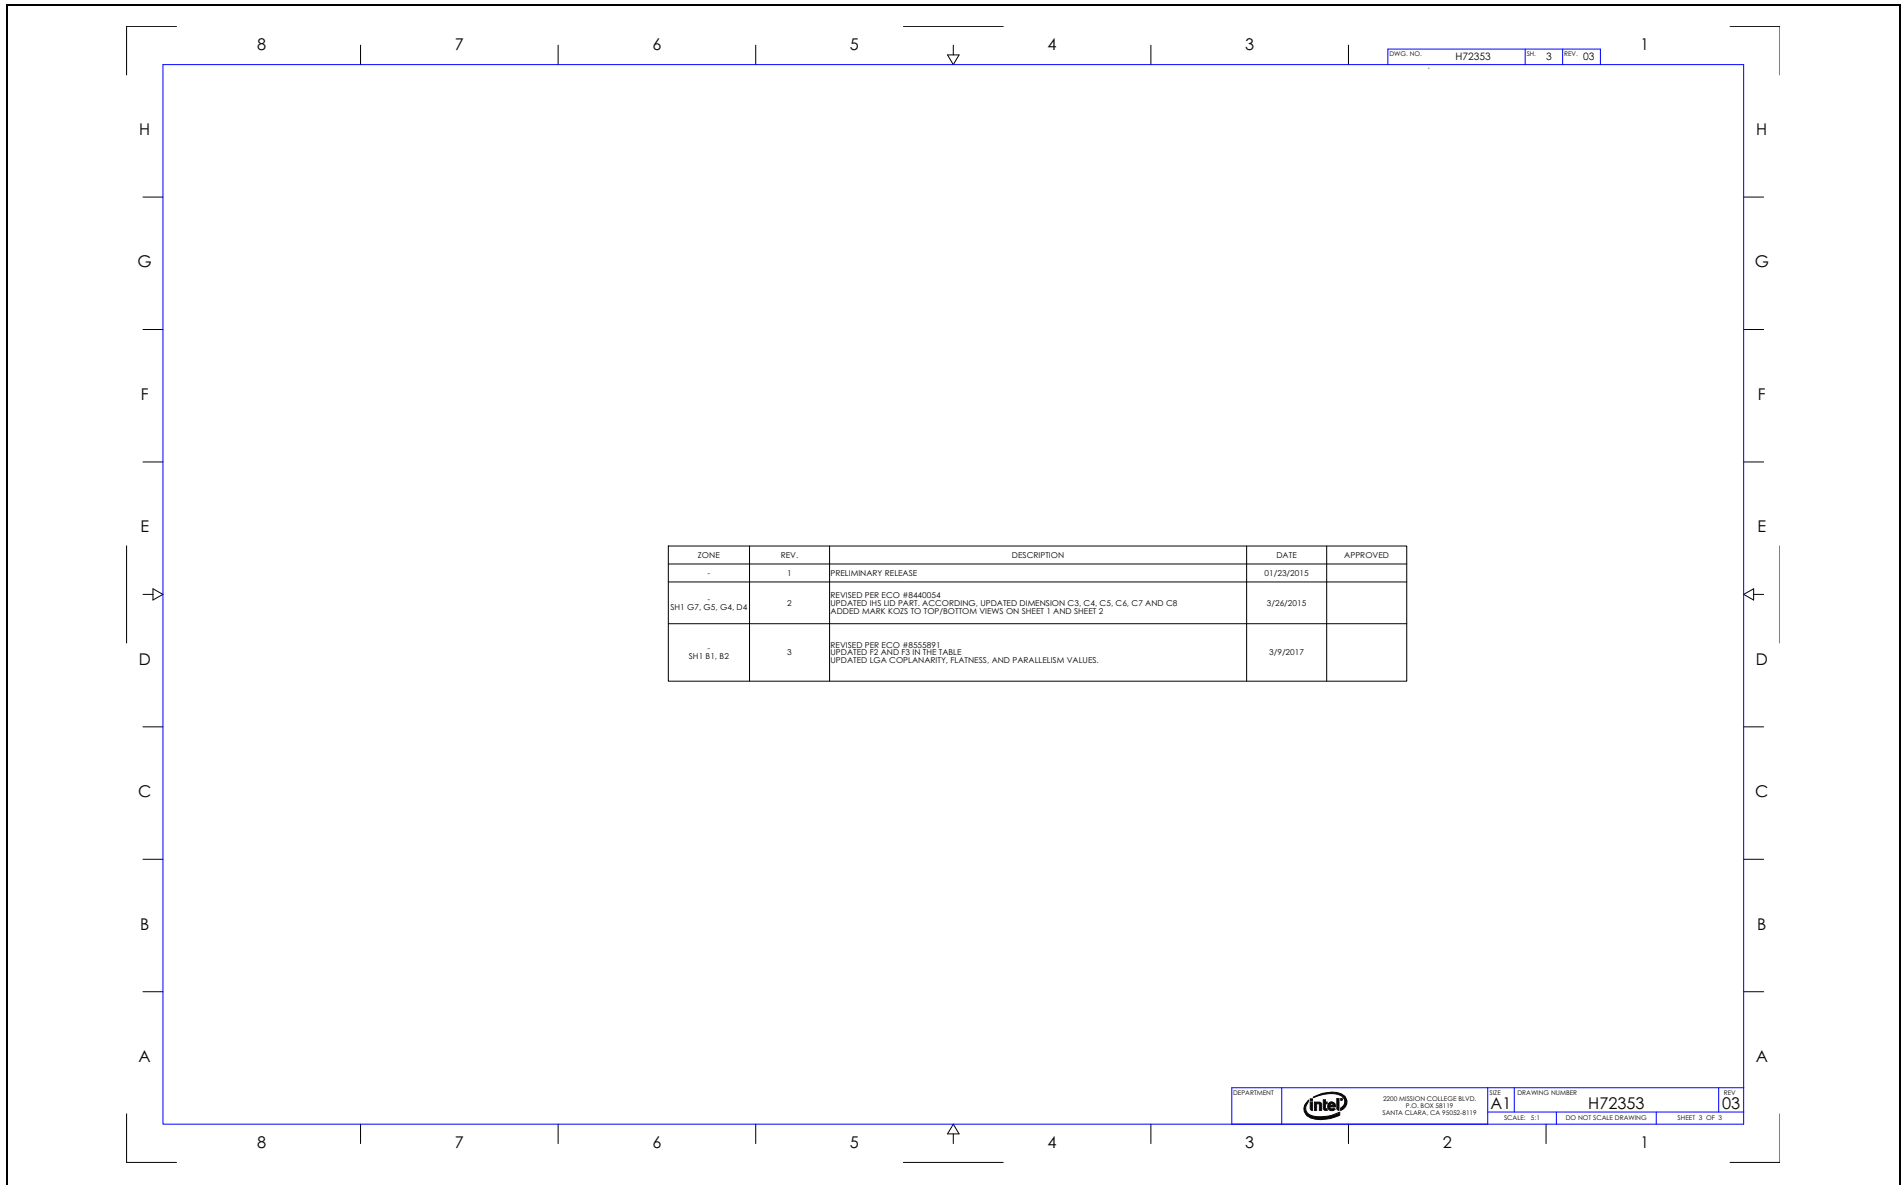 8 7 6 5 4 3 1
DWG. NO. H72353 SH. 3 REV. 03
H H
G G
F F
E E
ZONE REV. DESCRIPTION DATE APPROVED
- 1 PRELIMINARY RELEASE 01/23/2015
-
SH1 G7, G5, G4, D4
2
REVISED PER ECO #8440054
UPDATED IHS LID PART. ACCORDING, UPDATED DIMENSION C3, C4, C5, C6, C7 AND C8
ADDED MARK KOZS TO TOP/BOTTOM VIEWS ON SHEET 1 AND SHEET 2
3/26/2015
-
SH1 B1, B2
3
REVISED PER ECO #8555891
UPDATED F2 AND F3 IN THE TABLE
UPDATED LGA COPLANARITY, FLATNESS, AND PARALLELISM VALUES.
3/9/2017
D D
C C
B B
A A
DEPARTMENT
intel
2200 MISSION COLLEGE BLVD.
P.O. BOX 58119
SANTA CLARA, CA 95052-8119
SIZE DRAWING NUMBER REV
A1 H72353 03
SCALE: 5:1 DO NOT SCALE DRAWING SHEET 3 OF 3
8 7 6 5 4 3 2 1